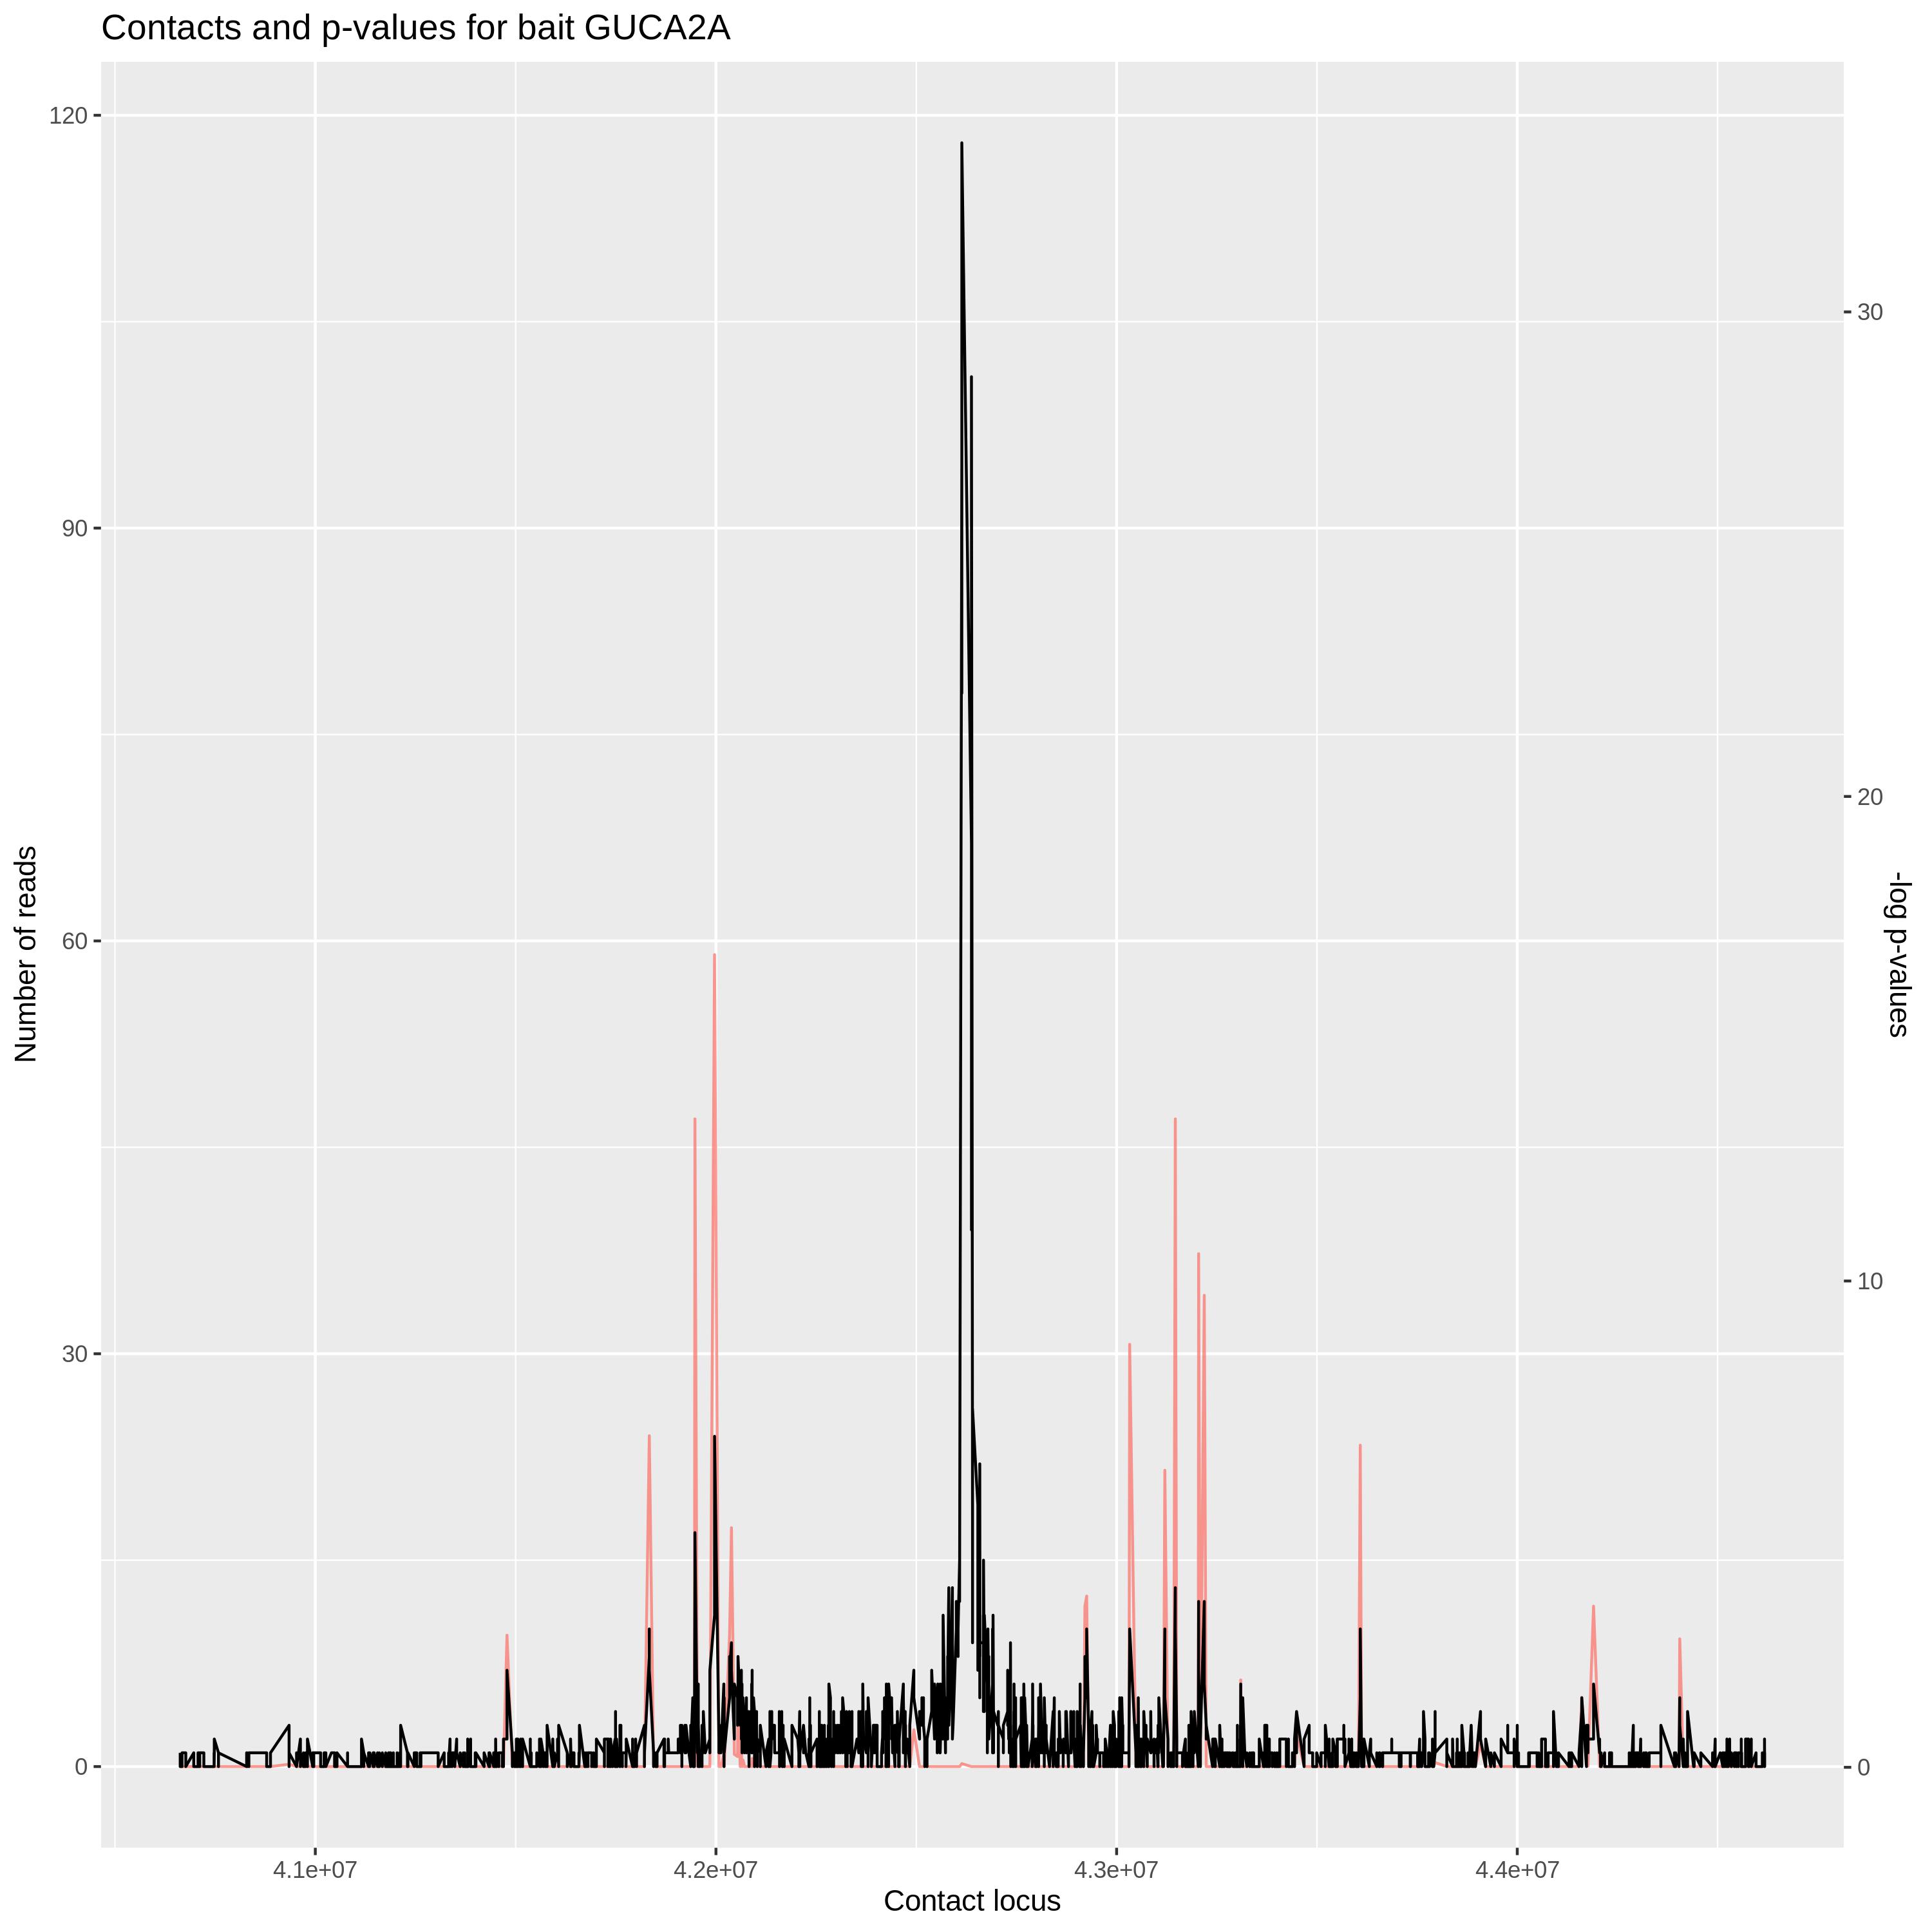 Contacts and p-values for bait GUCA2A
120
90
60
30
0
30
20
10
0
Number of reads
-log p-values
4.1e+07
4.2e+07
4.3e+07
4.4e+07
Contact locus